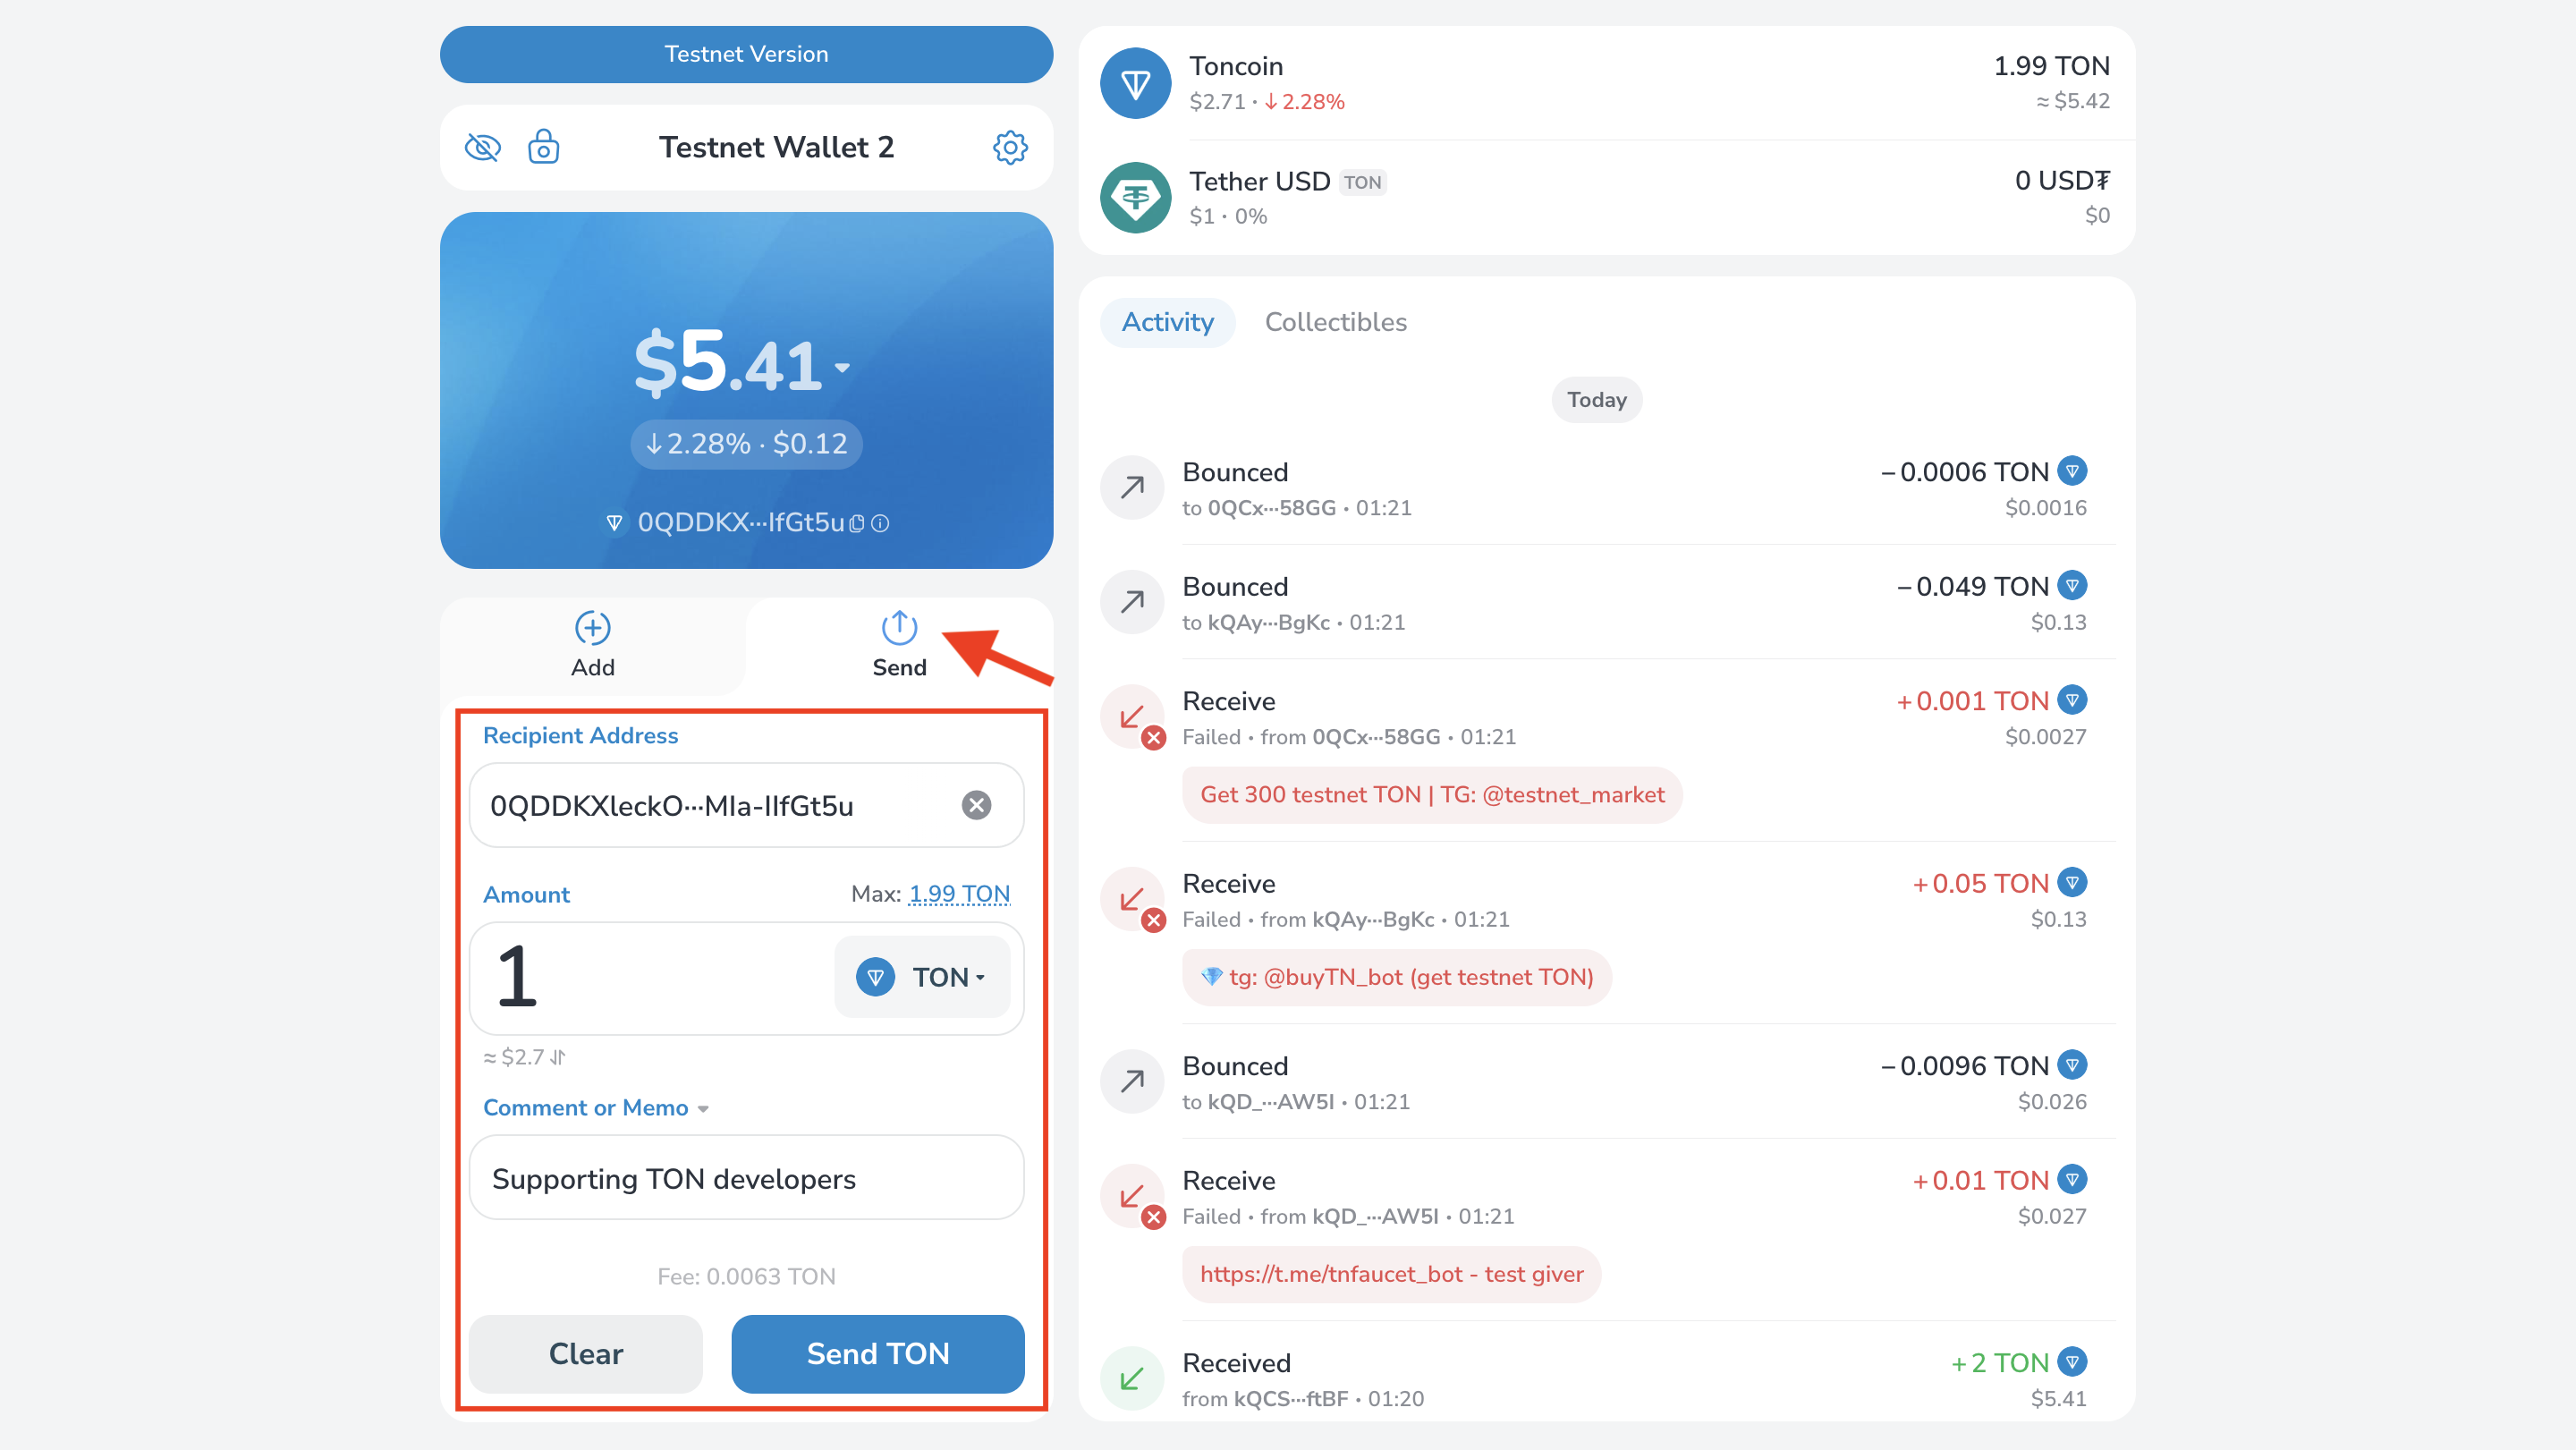 Testnet Version
Testnet Wallet 2
$5.41
↓2.28% · $0.12
0QDDKX···IfGt5u
Add
Send
Recipient Address
0QDDKXleckO···MIa-IIfGt5u
Amount
Max: 1.99 TON
1
TON
≈ $2.7
Comment or Memo
Supporting TON developers
Fee: 0.0063 TON
Clear
Send TON
Toncoin
1.99 TON
$2.71 · ↓2.28%
≈ $5.42
Tether USD TON
0 USD₮
$1 · 0%
$0
Activity
Collectibles
Today
Bounced
– 0.0006 TON
to 0QCx···58GG • 01:21
$0.0016
Bounced
– 0.049 TON
to kQAy···BgKc • 01:21
$0.13
Receive
+ 0.001 TON
Failed • from 0QCx···58GG • 01:21
$0.0027
Get 300 testnet TON | TG: @testnet_market
Receive
+ 0.05 TON
Failed • from kQAy···BgKc • 01:21
$0.13
💎 tg: @buyTN_bot (get testnet TON)
Bounced
– 0.0096 TON
to kQD_···AW5I • 01:21
$0.026
Receive
+ 0.01 TON
Failed • from kQD_···AW5I • 01:21
$0.027
https://t.me/tnfaucet_bot - test giver
Received
+ 2 TON
from kQCS···ftBF • 01:20
$5.41